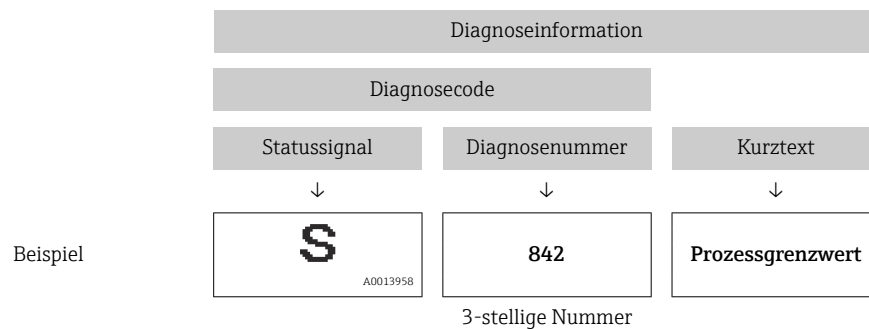 Diagnoseinformation
Diagnosecode
Statussignal Diagnosenummer Kurztext
↓ ↓ ↓
Beispiel S 842 Prozessgrenzwert
A0013958
3-stellige Nummer